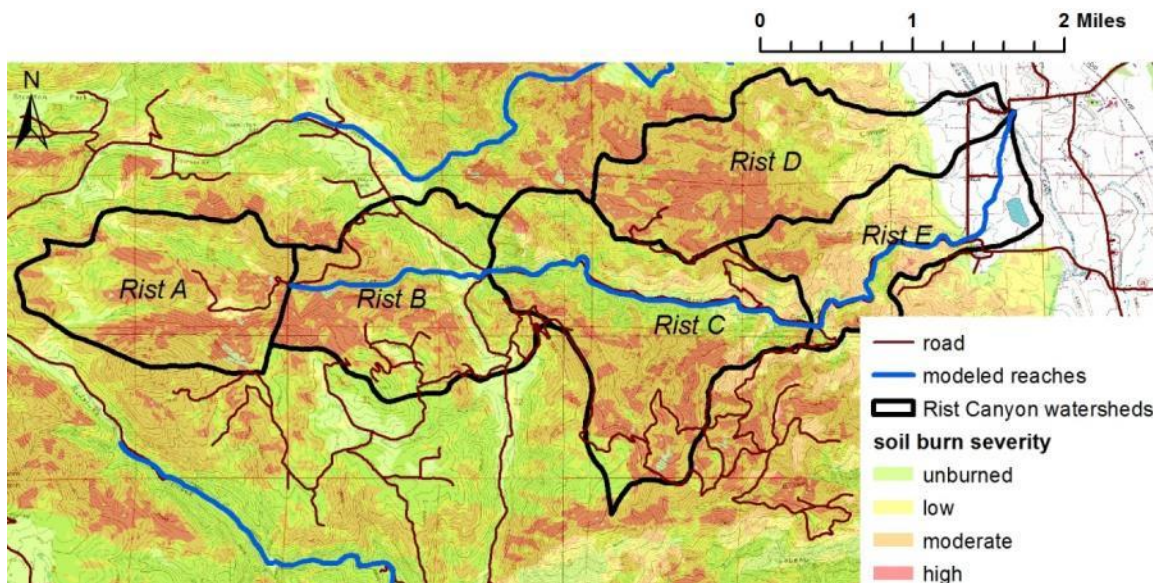 0 1 2 Miles
N
Rist D
Rist E
Rist A
Rist B
Rist C
road
modeled reaches
Rist Canyon watersheds
soil burn severity
unburned
low
moderate
high